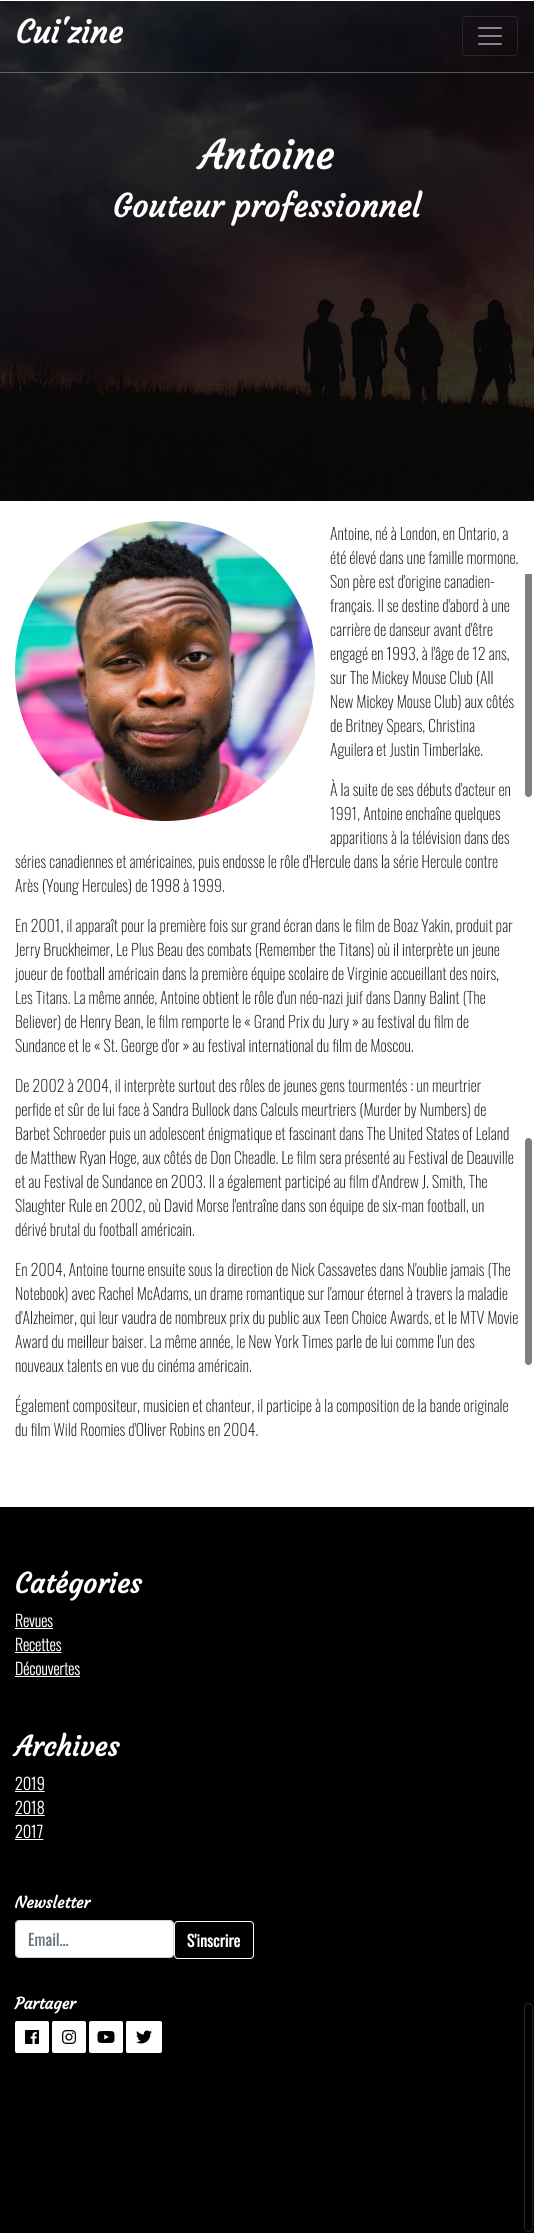 Cui'zine
Antoine
Gouteur professionnel
Antoine, né à London, en Ontario, a
été élevé dans une famille mormone.
Son père est d'origine canadien-
français. Il se destine d'abord à une
carrière de danseur avant d'être
engagé en 1993, à l'âge de 12 ans,
sur The Mickey Mouse Club (All
New Mickey Mouse Club) aux côtés
de Britney Spears, Christina
Aguilera et Justin Timberlake.
À la suite de ses débuts d'acteur en
1991, Antoine enchaîne quelques
apparitions à la télévision dans des
séries canadiennes et américaines, puis endosse le rôle d'Hercule dans la série Hercule contre
Arès (Young Hercules) de 1998 à 1999.
En 2001, il apparaît pour la première fois sur grand écran dans le film de Boaz Yakin, produit par
Jerry Bruckheimer, Le Plus Beau des combats (Remember the Titans) où il interprète un jeune
joueur de football américain dans la première équipe scolaire de Virginie accueillant des noirs,
Les Titans. La même année, Antoine obtient le rôle d'un néo-nazi juif dans Danny Balint (The
Believer) de Henry Bean, le film remporte le « Grand Prix du Jury » au festival du film de
Sundance et le « St. George d'or » au festival international du film de Moscou.
De 2002 à 2004, il interprète surtout des rôles de jeunes gens tourmentés : un meurtrier
perfide et sûr de lui face à Sandra Bullock dans Calculs meurtriers (Murder by Numbers) de
Barbet Schroeder puis un adolescent énigmatique et fascinant dans The United States of Leland
de Matthew Ryan Hoge, aux côtés de Don Cheadle. Le film sera présenté au Festival de Deauville
et au Festival de Sundance en 2003. Il a également participé au film d'Andrew J. Smith, The
Slaughter Rule en 2002, où David Morse l'entraîne dans son équipe de six-man football, un
dérivé brutal du football américain.
En 2004, Antoine tourne ensuite sous la direction de Nick Cassavetes dans N'oublie jamais (The
Notebook) avec Rachel McAdams, un drame romantique sur l'amour éternel à travers la maladie
d'Alzheimer, qui leur vaudra de nombreux prix du public aux Teen Choice Awards, et le MTV Movie
Award du meilleur baiser. La même année, le New York Times parle de lui comme l'un des
nouveaux talents en vue du cinéma américain.
Également compositeur, musicien et chanteur, il participe à la composition de la bande originale
du film Wild Roomies d'Oliver Robins en 2004.
Catégories
Revues
Recettes
Découvertes
Archives
2019
2018
2017
Newsletter
Email...
S'inscrire
Partager